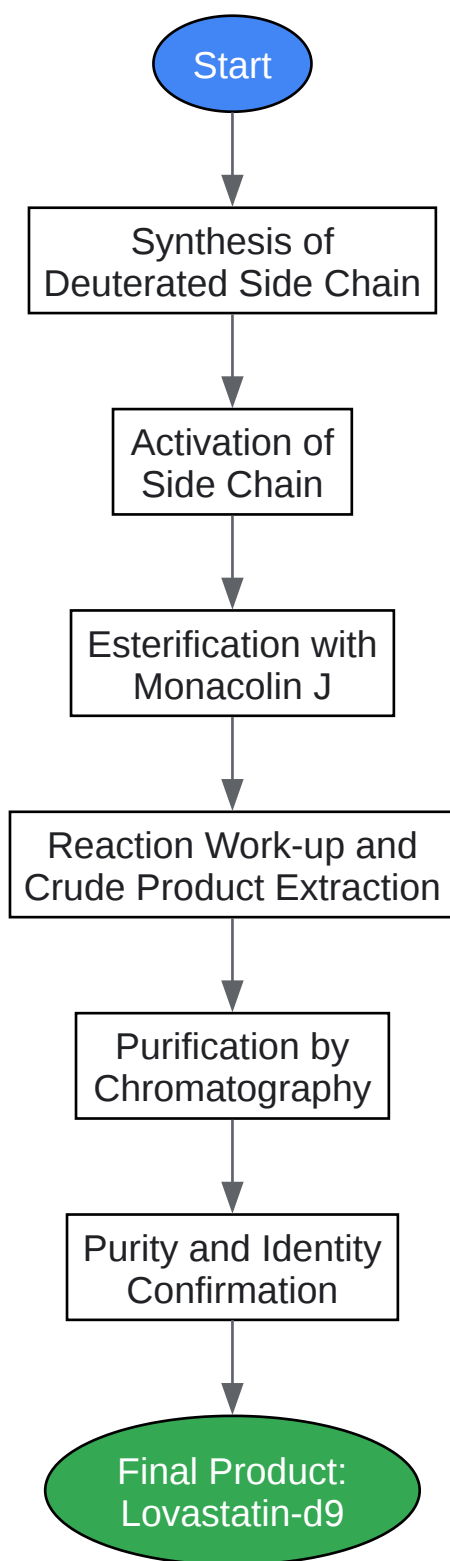 Start
Synthesis of
Deuterated Side Chain
Activation of
Side Chain
Esterification with
Monacolin J
Reaction Work-up and
Crude Product Extraction
Purification by
Chromatography
Purity and Identity
Confirmation
Final Product:
Lovastatin-d9